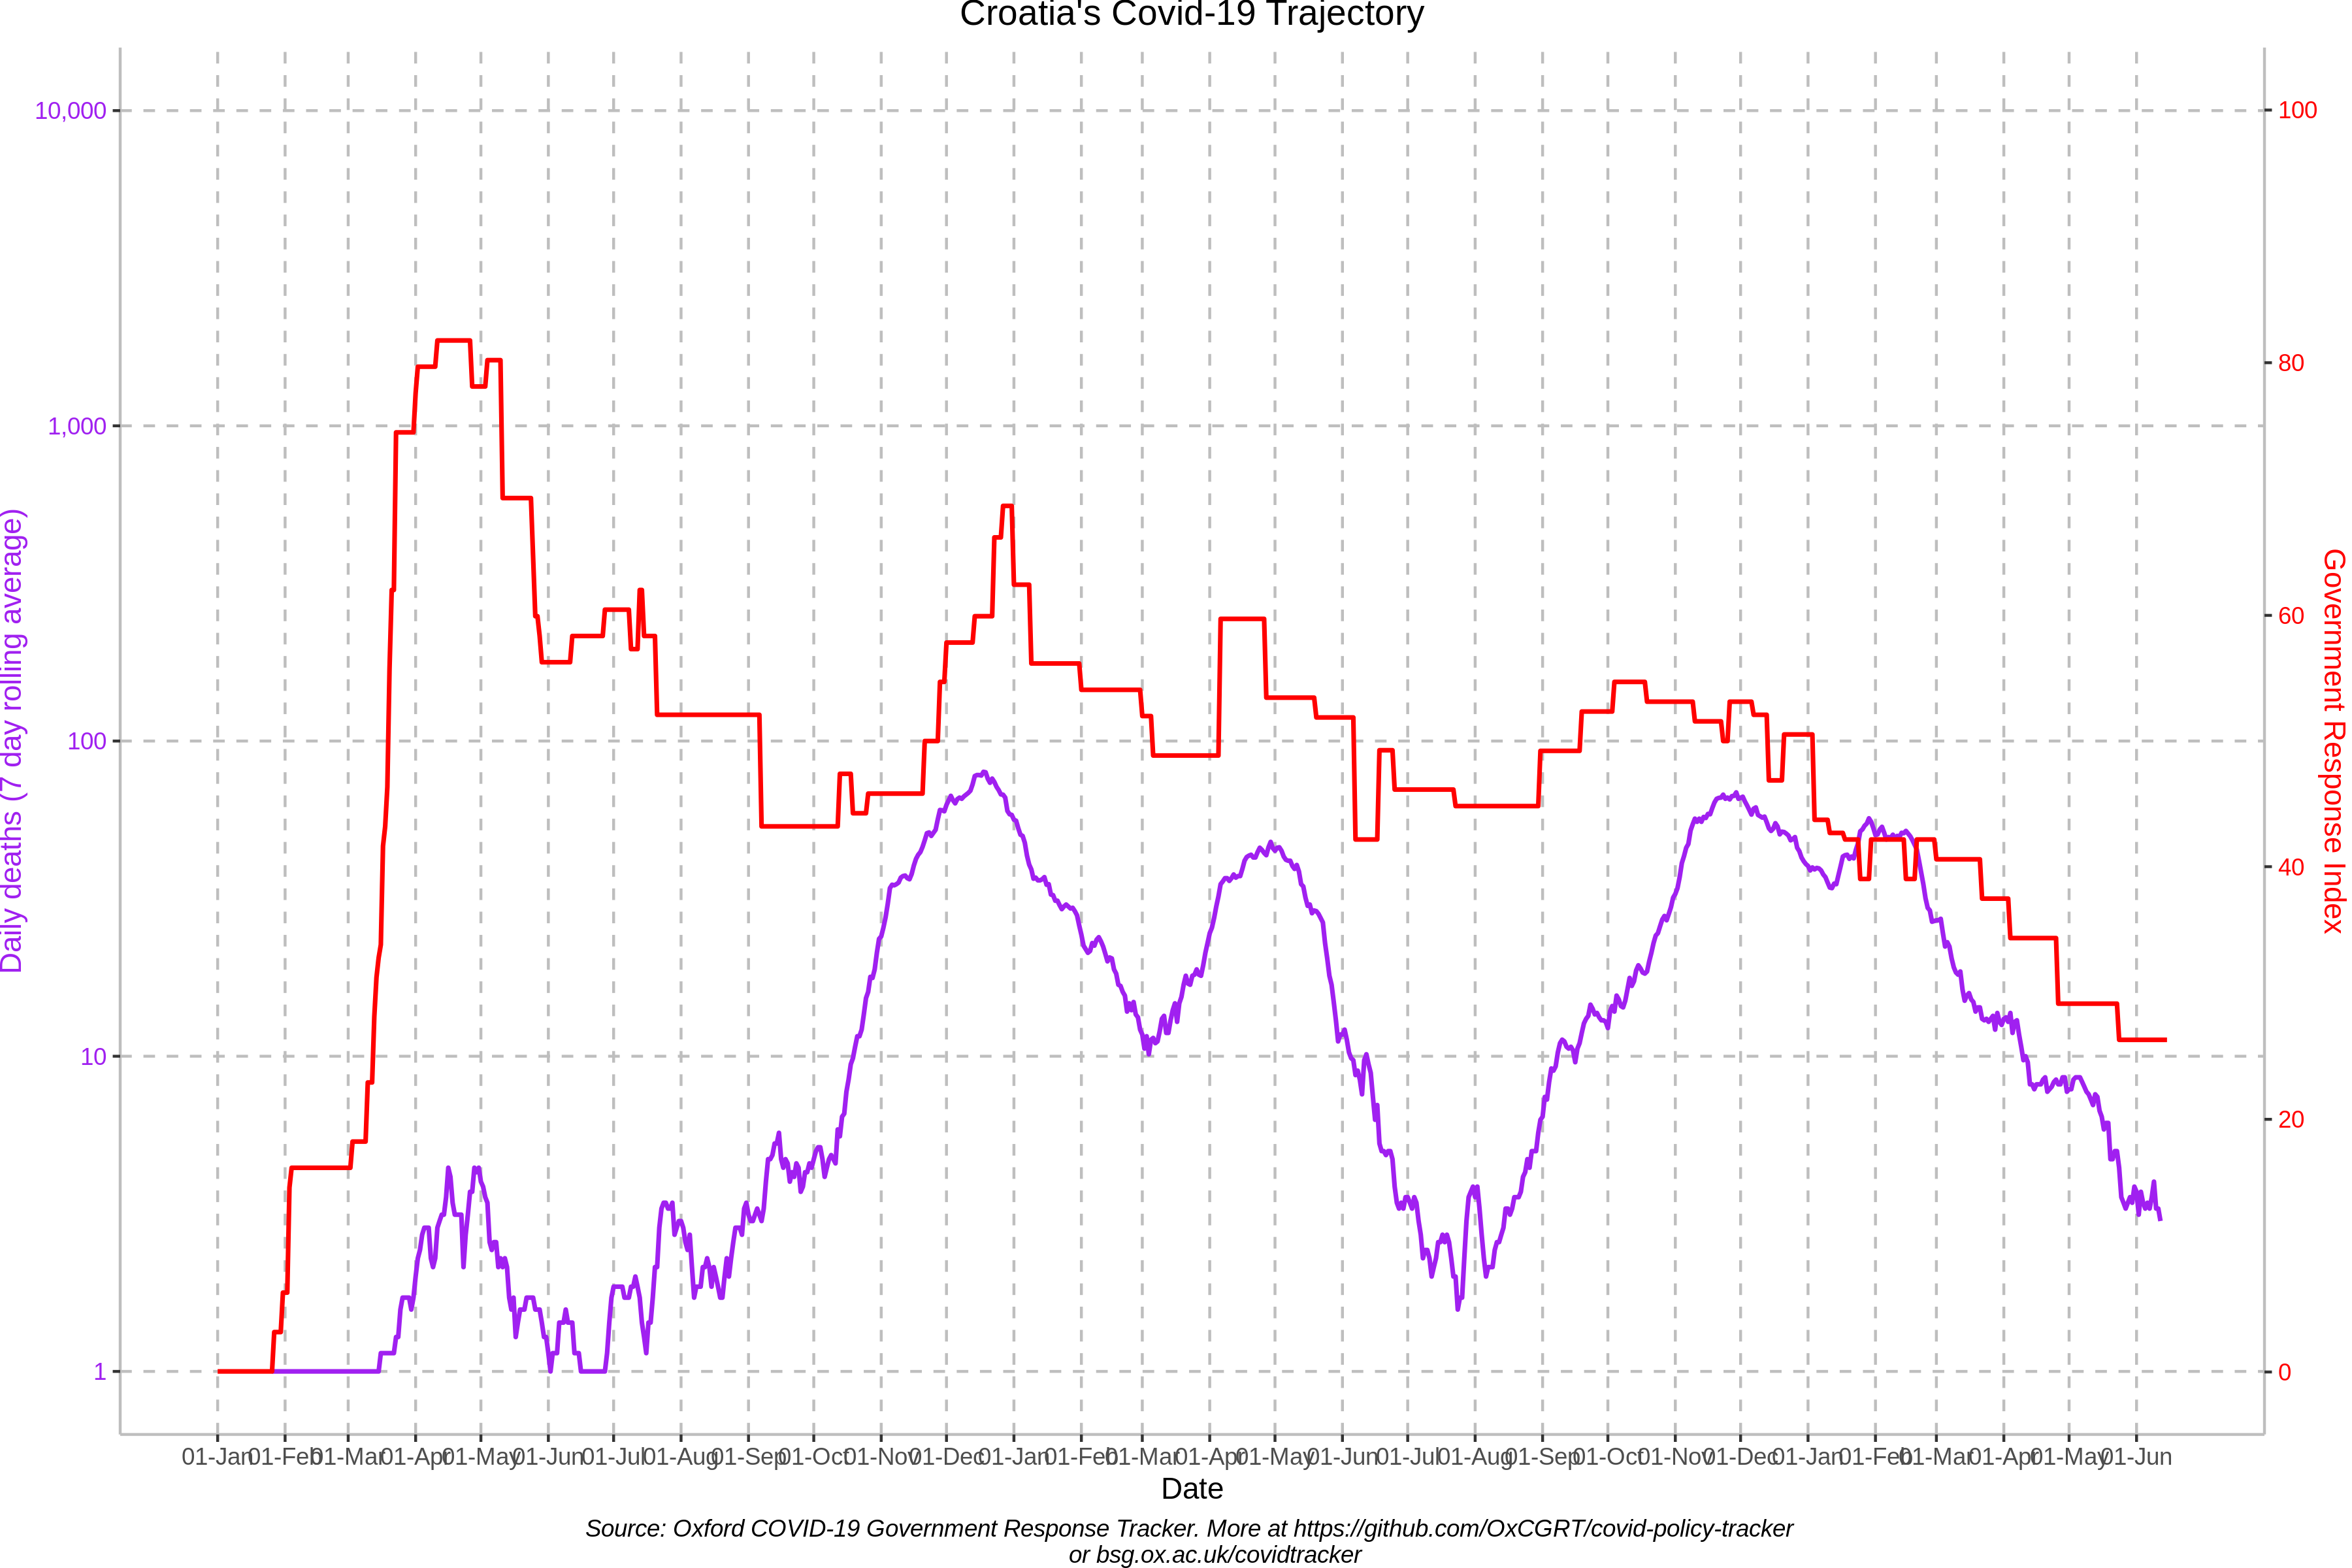 Croatia's Covid-19 Trajectory
10,000
1,000
100
10
1
Daily deaths (7 day rolling average)
100
80
60
40
20
0
Government Response Index
01-Jan 01-Feb 01-Mar 01-Apr 01-May 01-Jun 01-Jul 01-Aug 01-Sep 01-Oct 01-Nov 01-Dec 01-Jan 01-Feb 01-Mar 01-Apr 01-May 01-Jun 01-Jul 01-Aug 01-Sep 01-Oct 01-Nov 01-Dec 01-Jan 01-Feb 01-Mar 01-Apr 01-May 01-Jun
Date
Source: Oxford COVID-19 Government Response Tracker. More at https://github.com/OxCGRT/covid-policy-tracker
or bsg.ox.ac.uk/covidtracker